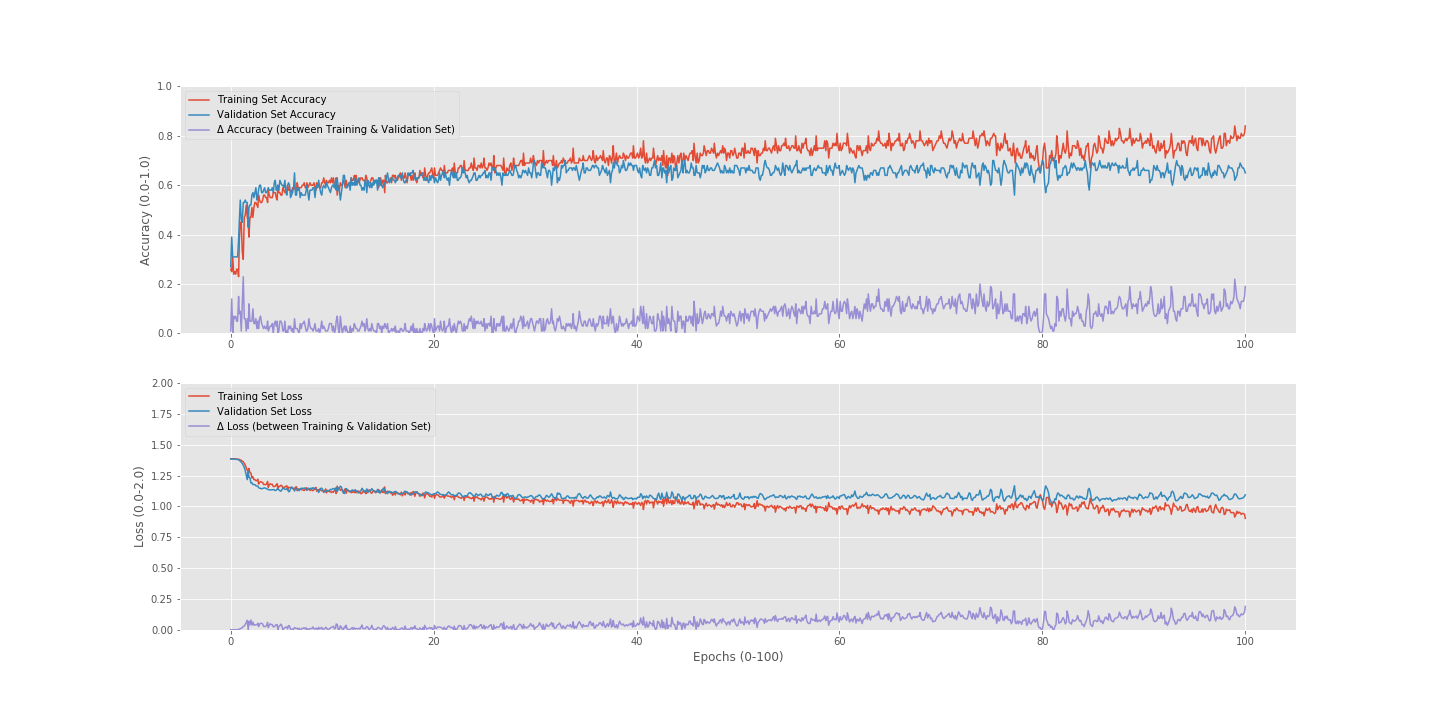 1.0
Training Set Accuracy
Validation Set Accuracy
Δ Accuracy (between Training & Validation Set)
0.8
0.6
0.4
0.2
0.0
Accuracy (0.0-1.0)
0 20 40 60 80 100
2.00
Training Set Loss
Validation Set Loss
Δ Loss (between Training & Validation Set)
1.75
1.50
1.25
1.00
0.75
0.50
0.25
0.00
Loss (0.0-2.0)
0 20 40 60 80 100
Epochs (0-100)